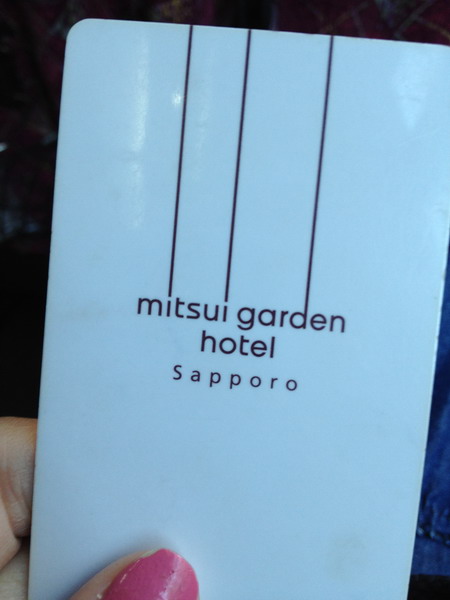 mitsui garden
hotel
Sapporo